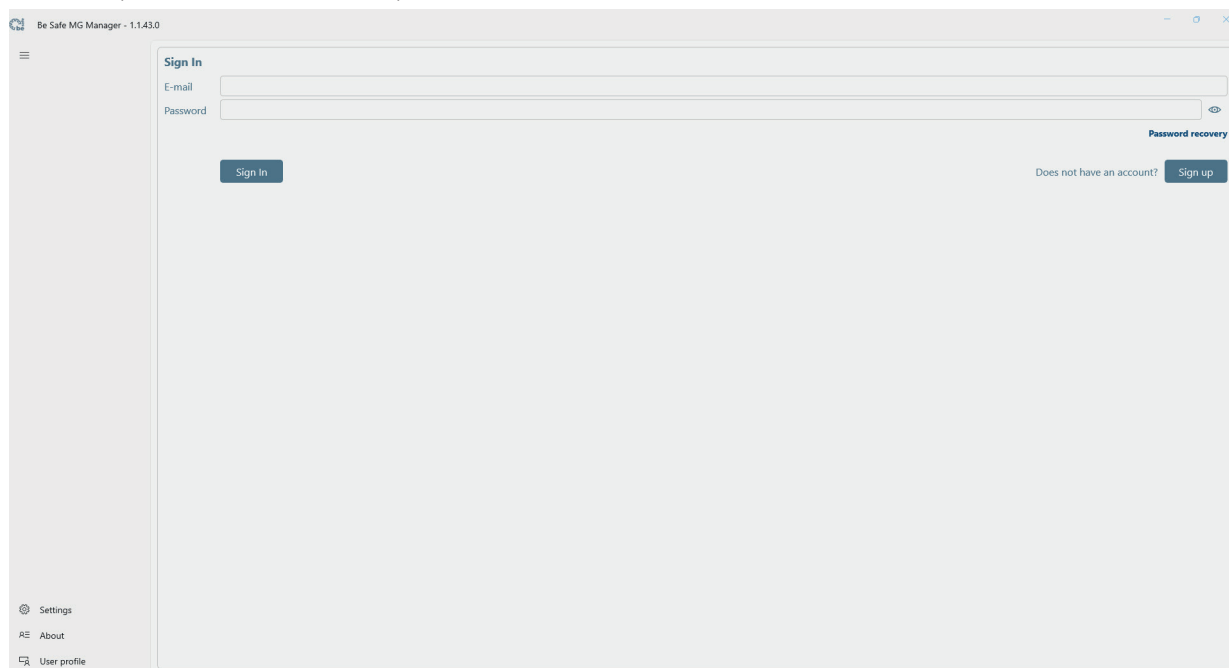 Be Safe MG Manager - 1.1.43.0
Sign In
E-mail
Password
Password recovery
Sign In
Does not have an account? Sign up
Settings
About
User profile